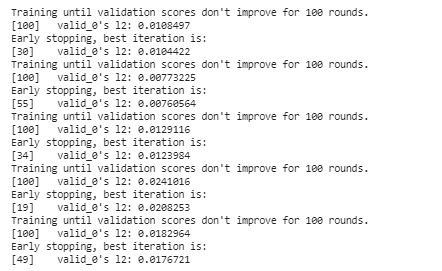 Training until validation scores don't improve for 100 rounds.
[100]	valid_0's l2: 0.0108497
Early stopping, best iteration is:
[30]	valid_0's l2: 0.0104422
Training until validation scores don't improve for 100 rounds.
[100]	valid_0's l2: 0.00773225
Early stopping, best iteration is:
[55]	valid_0's l2: 0.00760564
Training until validation scores don't improve for 100 rounds.
[100]	valid_0's l2: 0.0129116
Early stopping, best iteration is:
[34]	valid_0's l2: 0.0123984
Training until validation scores don't improve for 100 rounds.
[100]	valid_0's l2: 0.0241016
Early stopping, best iteration is:
[19]	valid_0's l2: 0.0208253
Training until validation scores don't improve for 100 rounds.
[100]	valid_0's l2: 0.0182964
Early stopping, best iteration is:
[49]	valid_0's l2: 0.0176721